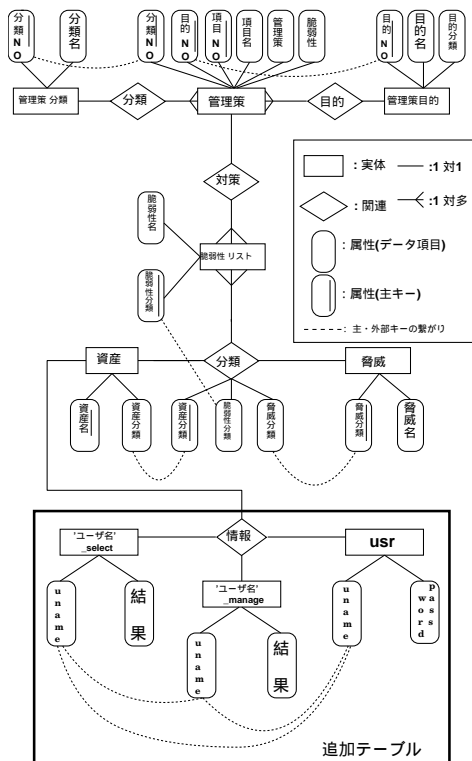 分類NO
分類名
分類NO
目的NO
項目NO
項目名
管理策
脆弱性
目的NO
目的名
目的分類
管理策 分類
分類
管理策
目的
管理策目的
対策
脆弱性名
脆弱性 リスト
脆弱性分類
: 実体
:1 対1
: 関連
:1 対多
: 属性(データ項目)
: 属性(主キー)
: 主・外部キーの繋がり
資産
分類
脅威
資産名
資産分類
資産分類
脆弱性分類
脅威分類
脅威分類
脅威名
'ユーザ名'
_select
情報
usr
'ユーザ名'
_manage
uname
結果
uname
結果
uname
password
追加テーブル